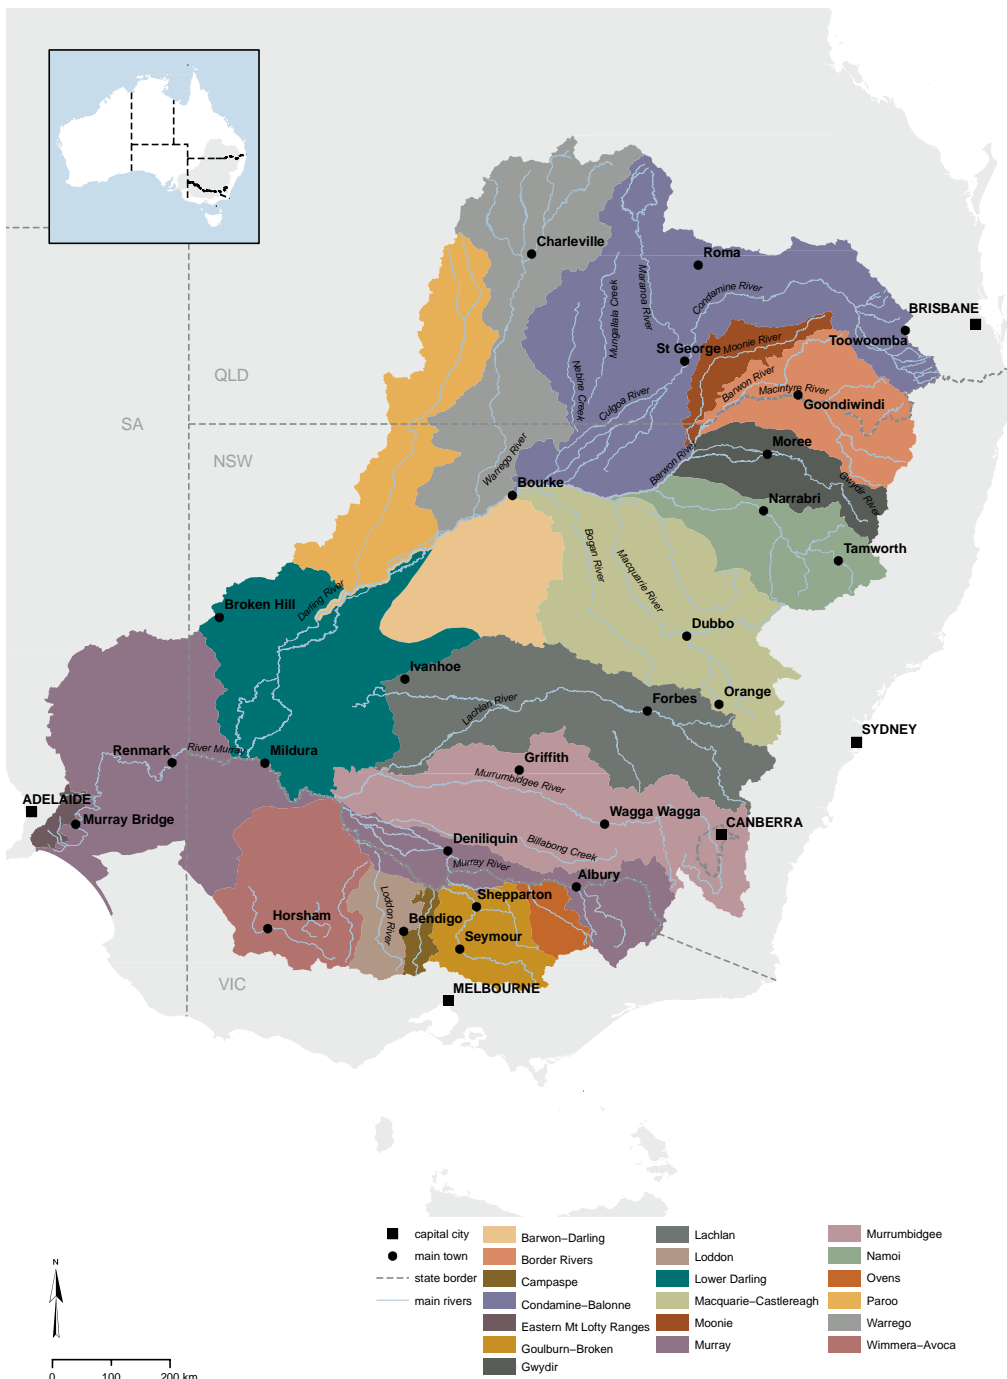 Charleville
Roma
Maranoa River
Mungallala Creek
Condamine River
BRISBANE
Toowoomba
St George
Moonie River
QLD
Nebine Creek
Culgoa River
Barwon River
Macintyre River
Goondiwindi
SA
NSW
Moree
Warrego River
Barwon River
Gwydir River
Bourke
Narrabri
Bogan River
Macquarie River
Tamworth
Darling River
Broken Hill
Dubbo
Ivanhoe
Lachlan River
Forbes
Orange
SYDNEY
Renmark
River Murray
Mildura
Griffith
Murrumbidgee River
ADELAIDE
Murray Bridge
Wagga Wagga
CANBERRA
Deniliquin
Billabong Creek
Murray River
Albury
Loddon River
Shepparton
Horsham
Bendigo
Seymour
VIC
MELBOURNE
capital city
main town
state border
main rivers
Barwon–Darling
Border Rivers
Campaspe
Condamine–Balonne
Eastern Mt Lofty Ranges
Goulburn–Broken
Gwydir
Lachlan
Loddon
Lower Darling
Macquarie–Castlereagh
Moonie
Murray
Murrumbidgee
Namoi
Ovens
Paroo
Warrego
Wimmera–Avoca
N
0 100 200 km